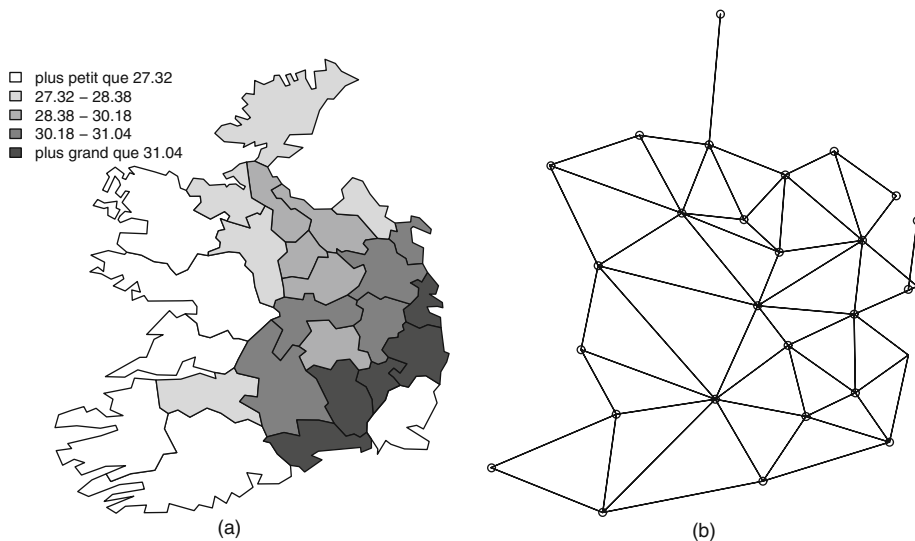 plus petit que 27.32
27.32 – 28.38
28.38 – 30.18
30.18 – 31.04
plus grand que 31.04
(a)
(b)